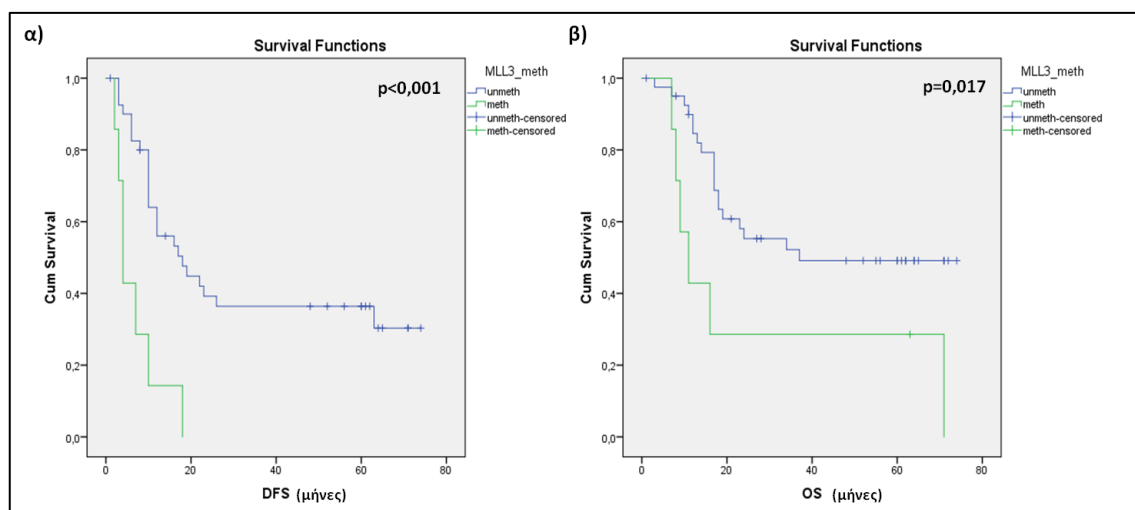 α)
Survival Functions
p<0,001
MLL3_meth
unmeth
meth
unmeth-censored
meth-censored
Cum Survival
1,0
0,8
0,6
0,4
0,2
0,0
0 20 40 60 80
DFS (μήνες)
β)
Survival Functions
p=0,017
MLL3_meth
unmeth
meth
unmeth-censored
meth-censored
Cum Survival
1,0
0,8
0,6
0,4
0,2
0,0
0 20 40 60 80
OS (μήνες)